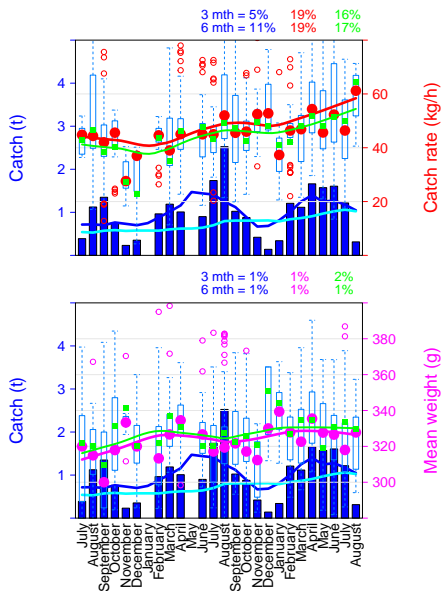 3 mth = 5% 19% 16%
6 mth = 11% 19% 17%
Catch (t)
5
4
3
2
1
60
40
20
Catch rate (kg/h)
3 mth = 1% 1% 2%
6 mth = 1% 1% 1%
Catch (t)
4
3
2
1
380
360
340
320
300
Mean weight (g)
July
August
September
October
November
December
January
February
March
April
May
June
July
August
September
October
November
December
January
February
March
April
May
June
July
August